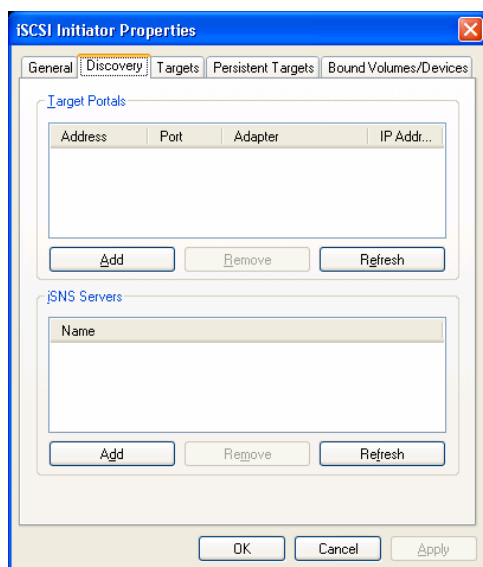 iSCSI Initiator Properties
General Discovery Targets Persistent Targets Bound Volumes/Devices
Target Portals
Address Port Adapter IP Addr...
Add Remove Refresh
iSNS Servers
Name
Add Remove Refresh
OK Cancel Apply